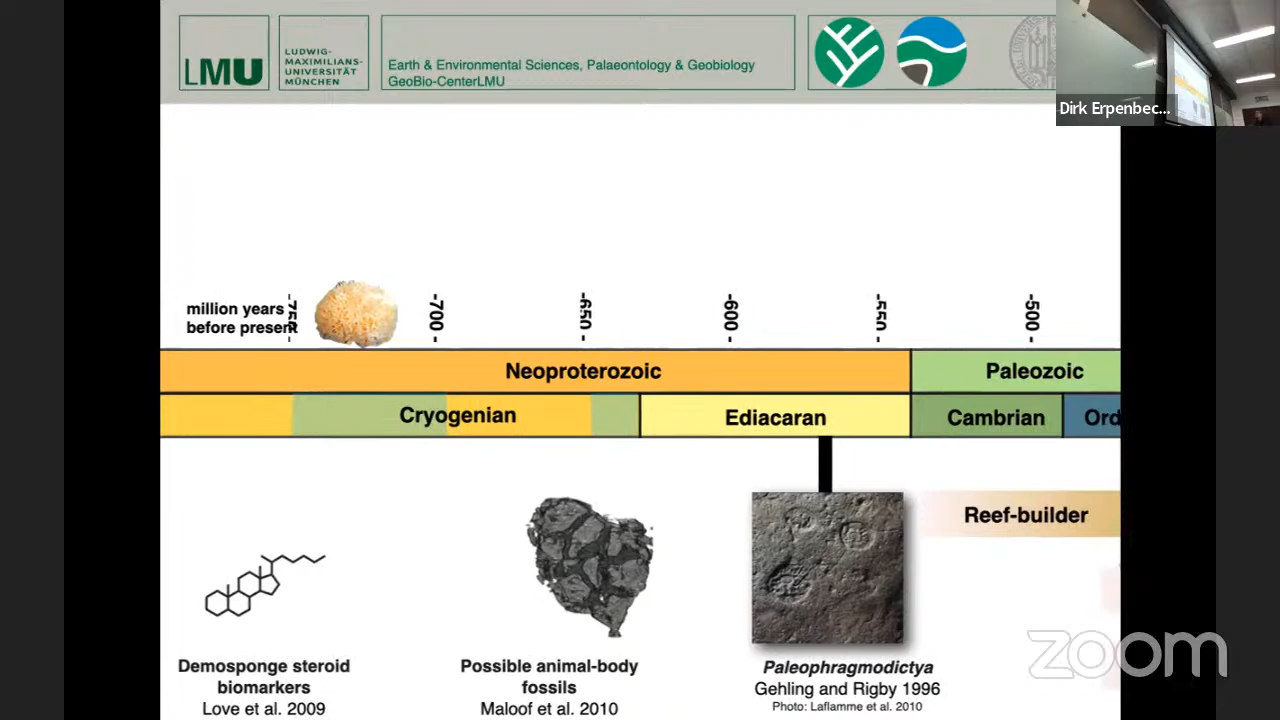 LMU
LUDWIG-
MAXIMILIANS-
UNIVERSITÄT
MÜNCHEN
Earth & Environmental Sciences, Palaeontology & Geobiology
GeoBio-CenterLMU
Dirk Erpenbec...
million years
before present
-750
-700
-650
-600
-550
-500
Neoproterozoic
Paleozoic
Cryogenian
Ediacaran
Cambrian
Ord
Reef-builder
Demosponge steroid
biomarkers
Love et al. 2009
Possible animal-body
fossils
Maloof et al. 2010
Paleophragmodictya
Gehling and Rigby 1996
Photo: Laflamme et al. 2010
zoom